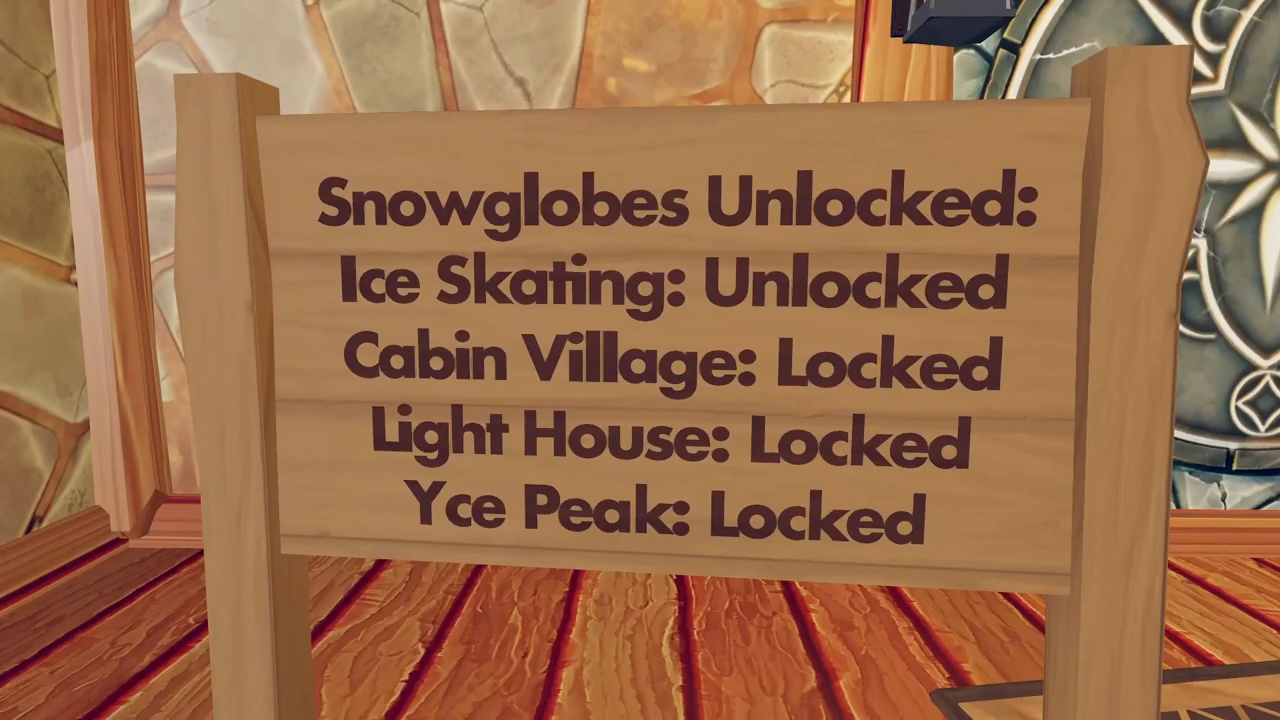 Snowglobes Unlocked:
Ice Skating: Unlocked
Cabin Village: Locked
Light House: Locked
Yce Peak: Locked